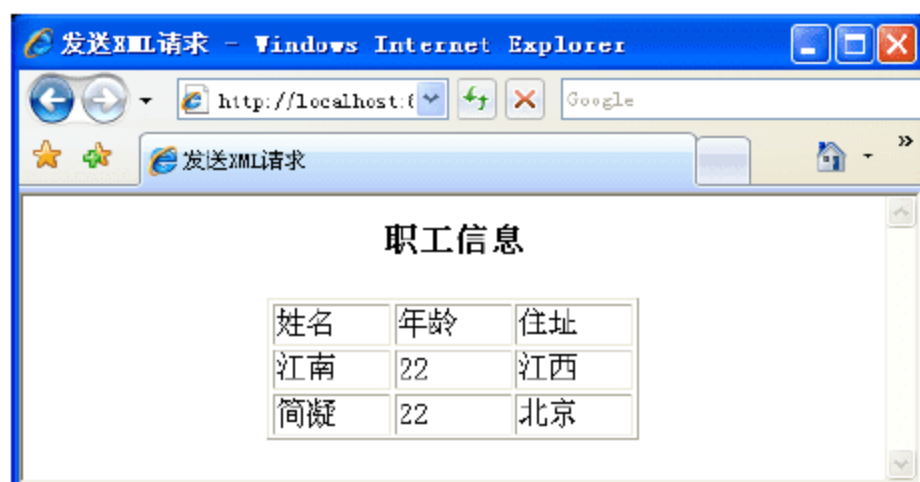 发送XML请求 - Windows Internet Explorer
http://localhost:6 Google
发送XML请求
职工信息
姓名 年龄 住址
江南 22 江西
简凝 22 北京